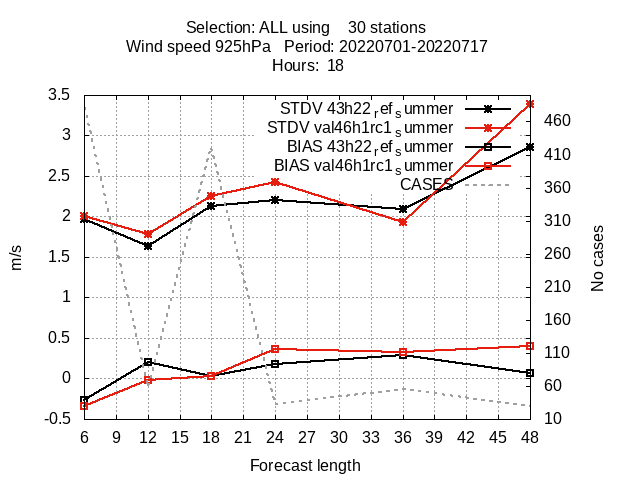 Selection: ALL using    30 stations
Wind speed 925hPa   Period: 20220701-20220717
Hours:  18
STDV 43h22_ref_summer
STDV val46h1rc1_summer
BIAS 43h22_ref_summer
BIAS val46h1rc1_summer
CASES
3.5
3
2.5
2
1.5
1
0.5
0
-0.5
m/s
460
410
360
310
260
210
160
110
60
10
No cases
6 9 12 15 18 21 24 27 30 33 36 39 42 45 48
Forecast length